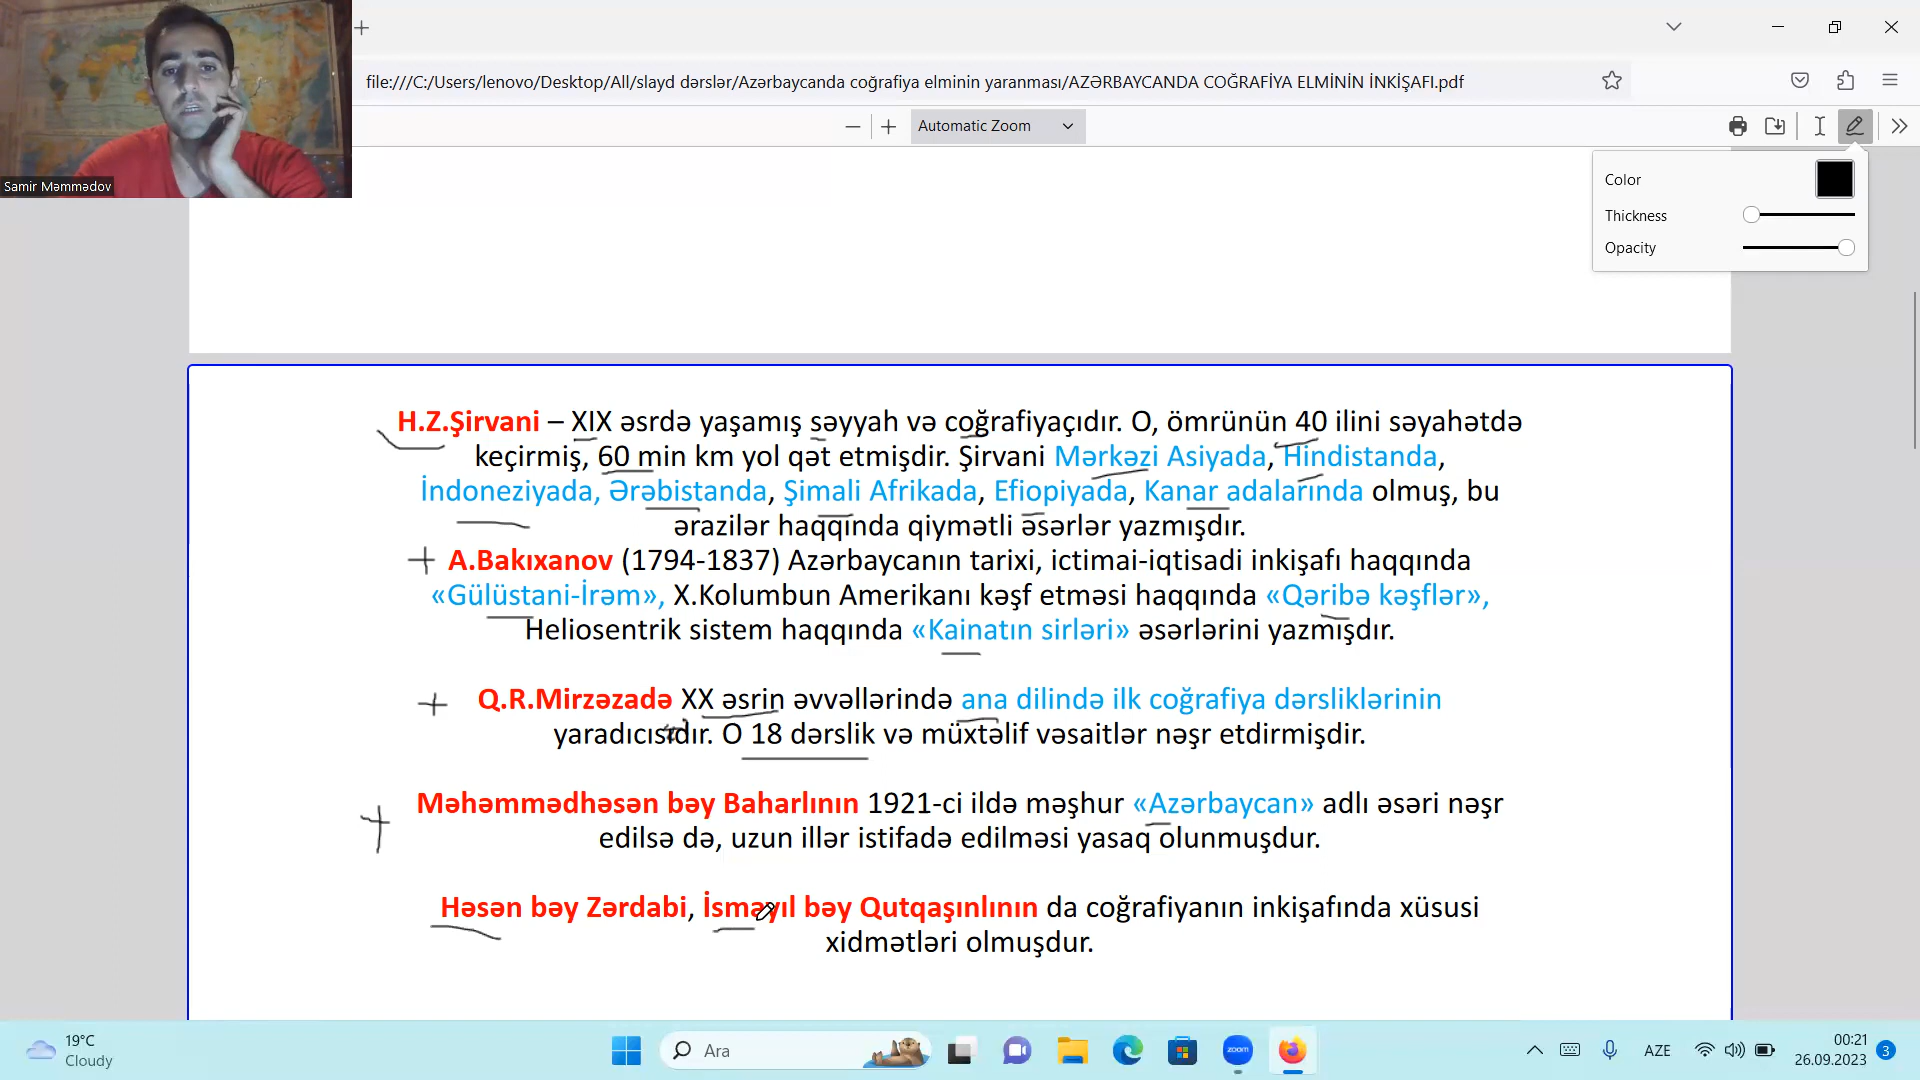 Samir Məmmədov
file:///C:/Users/lenovo/Desktop/All/slayd dərslər/Azərbaycanda coğrafiya elminin yaranması/AZƏRBAYCANDA COĞRAFİYA ELMİNİN İNKİŞAFI.pdf
Automatic Zoom
Color
Thickness
Opacity
H.Z.Şirvani – XIX əsrdə yaşamış səyyah və coğrafiyaçıdır. O, ömrünün 40 ilini səyahətdə
keçirmiş, 60 min km yol qət etmişdir. Şirvani Mərkəzi Asiyada, Hindistanda,
İndoneziyada, Ərəbistanda, Şimali Afrikada, Efiopiyada, Kanar adalarında olmuş, bu
ərazilər haqqında qiymətli əsərlər yazmışdır.
A.Bakıxanov (1794-1837) Azərbaycanın tarixi, ictimai-iqtisadi inkişafı haqqında
«Gülüstani-İrəm», X.Kolumbun Amerikanı kəşf etməsi haqqında «Qəribə kəşflər»,
Heliosentrik sistem haqqında «Kainatın sirləri» əsərlərini yazmışdır.
Q.R.Mirzəzadə XX əsrin əvvəllərində ana dilində ilk coğrafiya dərsliklərinin
yaradıcısıdır. O 18 dərslik və müxtəlif vəsaitlər nəşr etdirmişdir.
Məhəmmədhəsən bəy Baharlının 1921-ci ildə məşhur «Azərbaycan» adlı əsəri nəşr
edilsə də, uzun illər istifadə edilməsi yasaq olunmuşdur.
Həsən bəy Zərdabi, İsmayıl bəy Qutqaşınlının da coğrafiyanın inkişafında xüsusi
xidmətləri olmuşdur.
19°C
Cloudy
Ara
zoom
AZE
00:21
26.09.2023
3